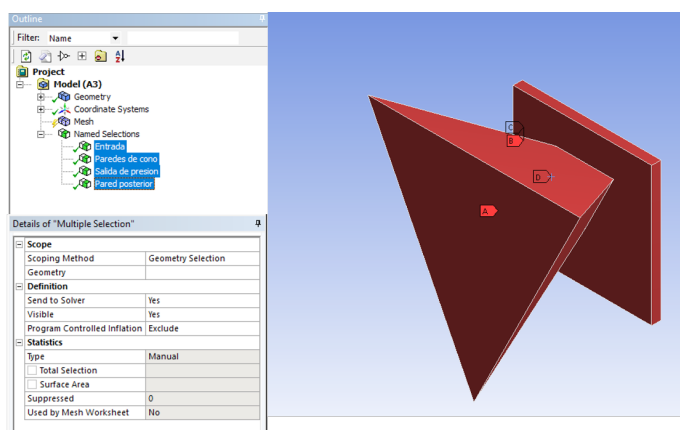 Outline
Filter: Name
Project
Model (A3)
Geometry
Coordinate Systems
Mesh
Named Selections
Entrada
Paredes de cono
Salida de presion
Pared posterior
Details of "Multiple Selection"
Scope
Scoping Method Geometry Selection
Geometry
Definition
Send to Solver Yes
Visible Yes
Program Controlled Inflation Exclude
Statistics
Type Manual
Total Selection
Surface Area
Suppressed 0
Used by Mesh Worksheet No
C
B
D
A